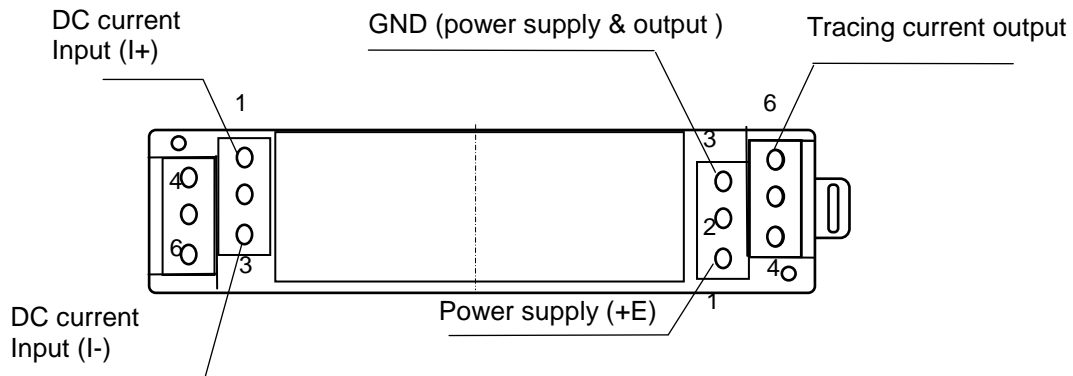 DC current
Input (I+)
GND (power supply & output )
Tracing current output
1
6
3
4
2
6
3
4
1
Power supply (+E)
DC current
Input (I-)